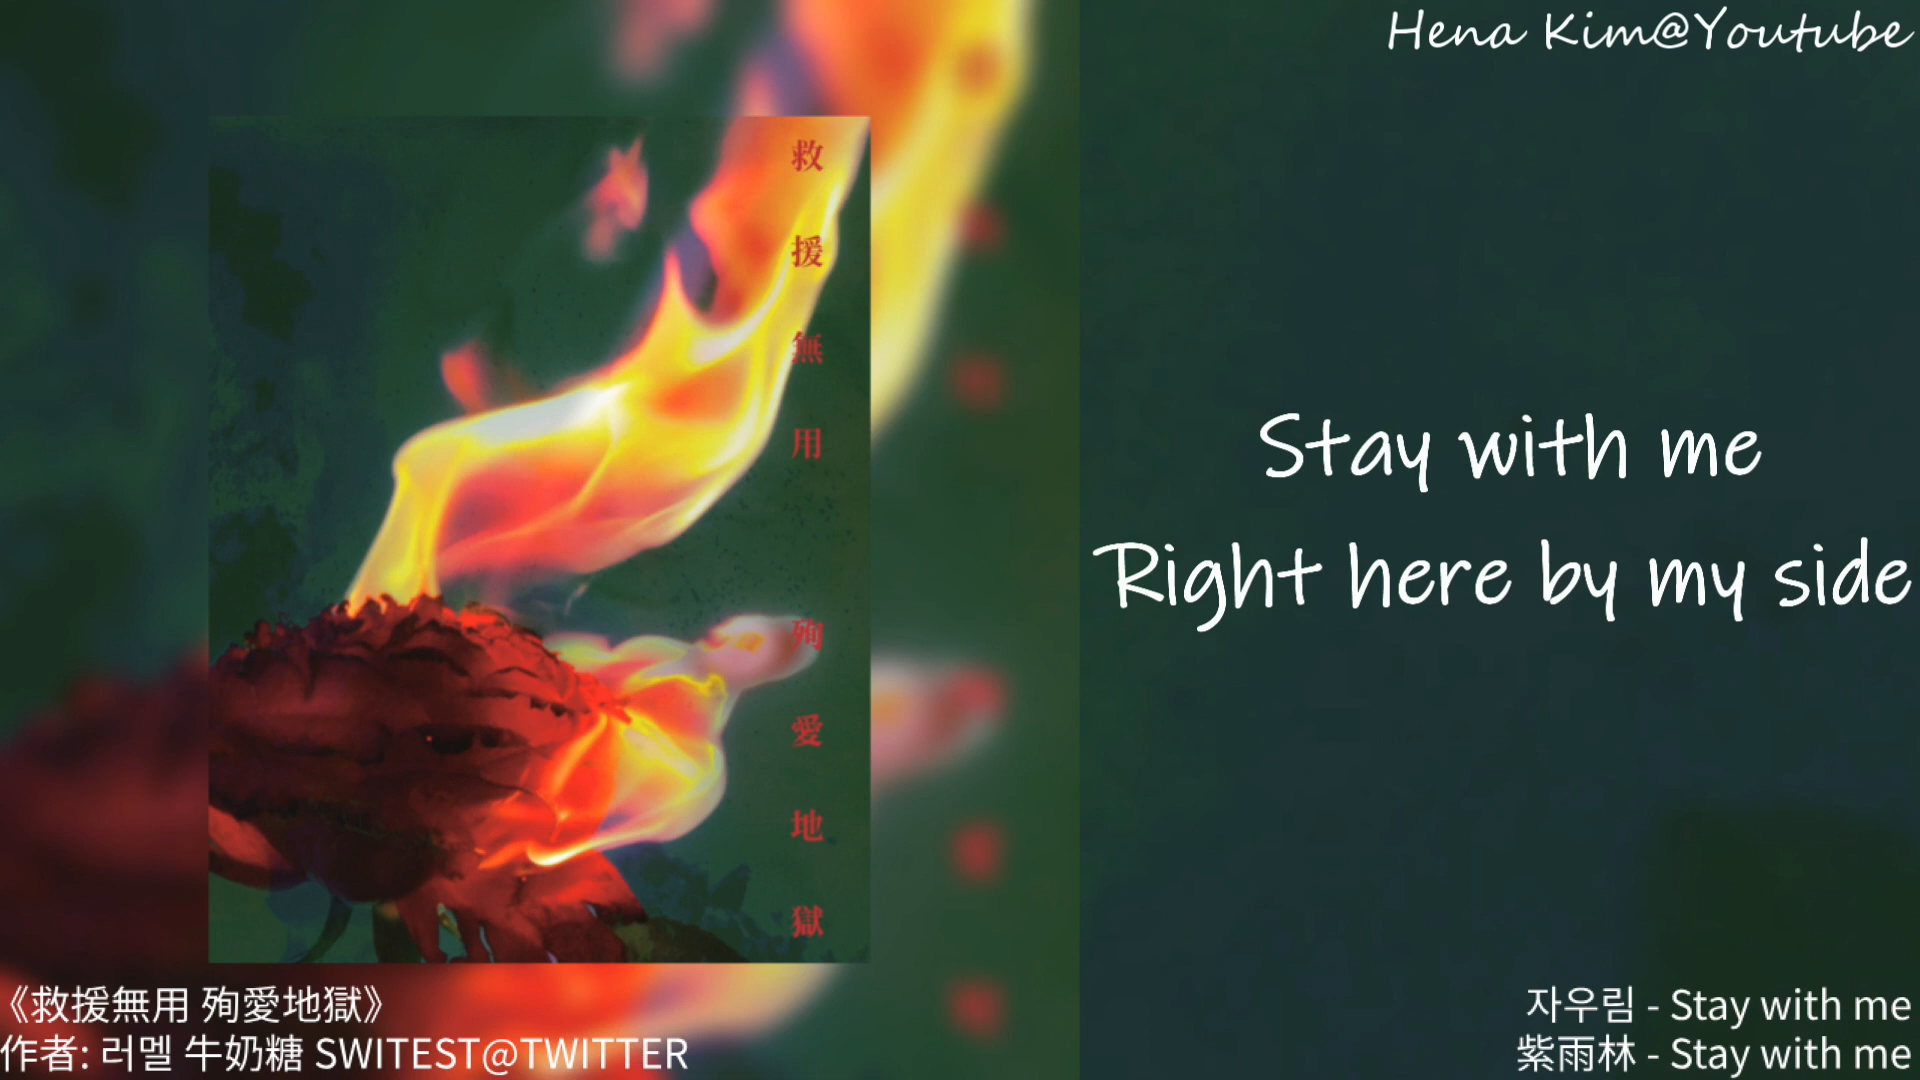 Hena Kim@Youtube
救援無用 殉愛地獄
Stay with me
Right here by my side
《救援無用 殉愛地獄》
作者: 러멜 牛奶糖 SWITEST@TWITTER
자우림 - Stay with me
紫雨林 - Stay with me